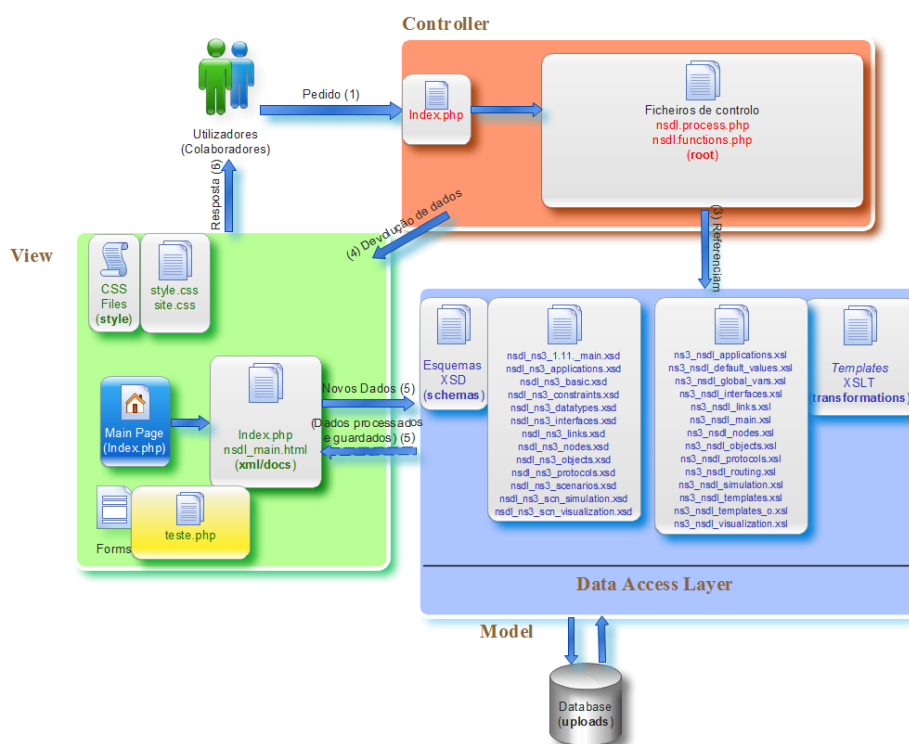 Controller
Pedido (1)
Index.php
Ficheiros de controlo
nsdl.process.php
nsdl.functions.php
(root)
Utilizadores
(Colaboradores)
Resposta (6)
(4) Devolução de dados
(3) Referenciam
View
CSS
Files
(style)
style.css
site.css
Main Page
(Index.php)
Index.php
nsdl_main.html
(xml/docs)
Forms
teste.php
Novos Dados (5)
(Dados processados
e guardados) (5)
Esquemas
XSD
(schemas)
nsdl_ns3_1.11._main.xsd
nsdl_ns3_applications.xsd
nsdl_ns3_basic.xsd
nsdl_ns3_constraints.xsd
nsdl_ns3_datatypes.xsd
nsdl_ns3_interfaces.xsd
nsdl_ns3_links.xsd
nsdl_ns3_nodes.xsd
nsdl_ns3_objects.xsd
nsdl_ns3_protocols.xsd
nsdl_ns3_scenarios.xsd
nsdl_ns3_scn_simulation.xsd
nsdl_ns3_scn_visualization.xsd
ns3_nsdl_applications.xsl
ns3_nsdl_default_values.xsl
ns3_nsdl_global_vars.xsl
ns3_nsdl_interfaces.xsl
ns3_nsdl_links.xsl
ns3_nsdl_main.xsl
ns3_nsdl_nodes.xsl
ns3_nsdl_objects.xsl
ns3_nsdl_protocols.xsl
ns3_nsdl_routing.xsl
ns3_nsdl_simulation.xsl
ns3_nsdl_templates.xsl
ns3_nsdl_templates_o.xsl
ns3_nsdl_visualization.xsl
Templates
XSLT
(transformations)
Data Access Layer
Model
Database
(uploads)